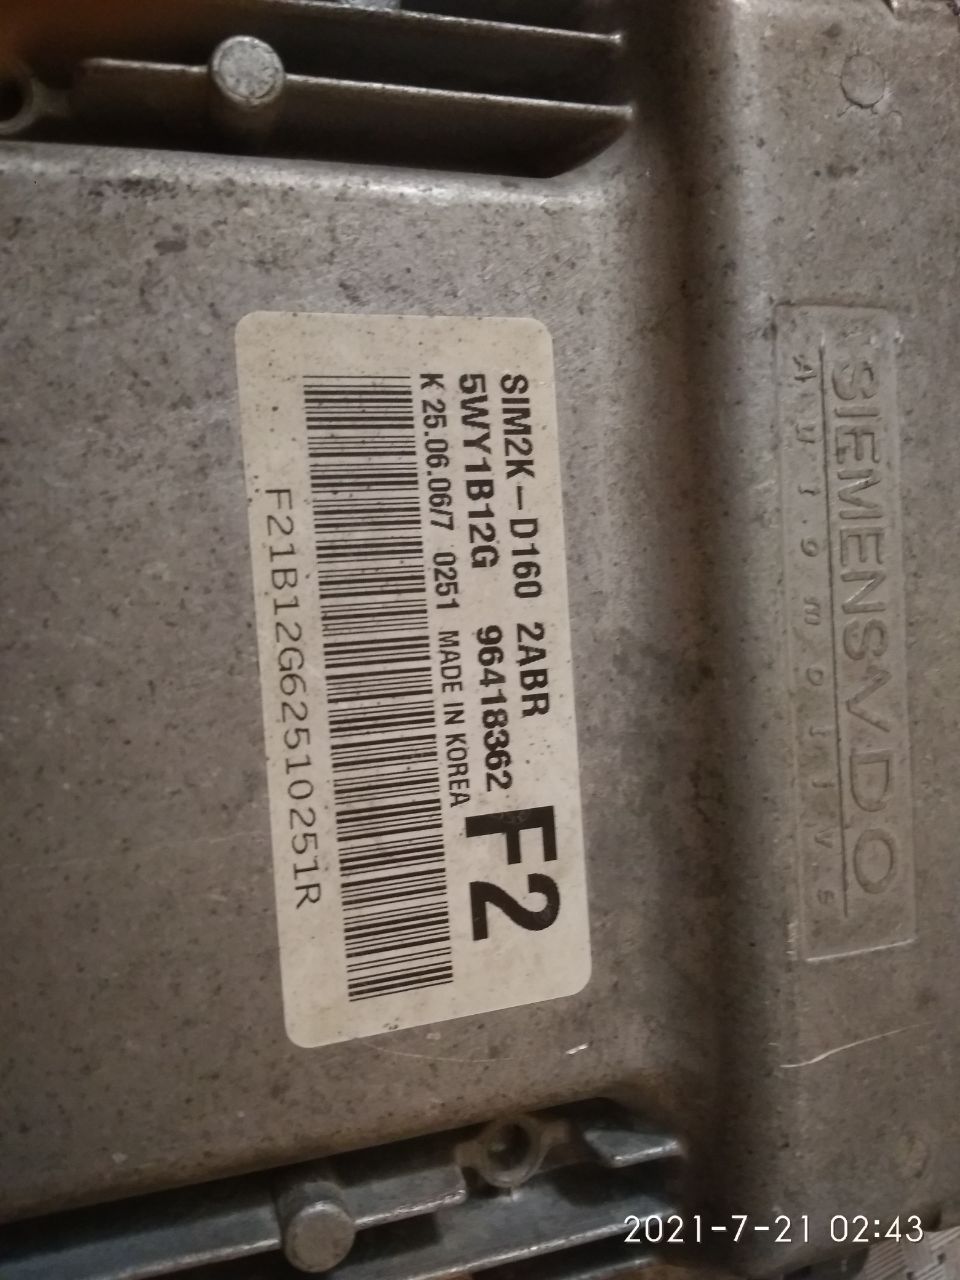 SIEMENS VDO
Automotive
SIM2K-D160 2ABR
5WY1B12G 96418362
F2
K 25.06.06/7 0251 MADE IN KOREA
F21B12G62510251R
2021-7-21 02:43